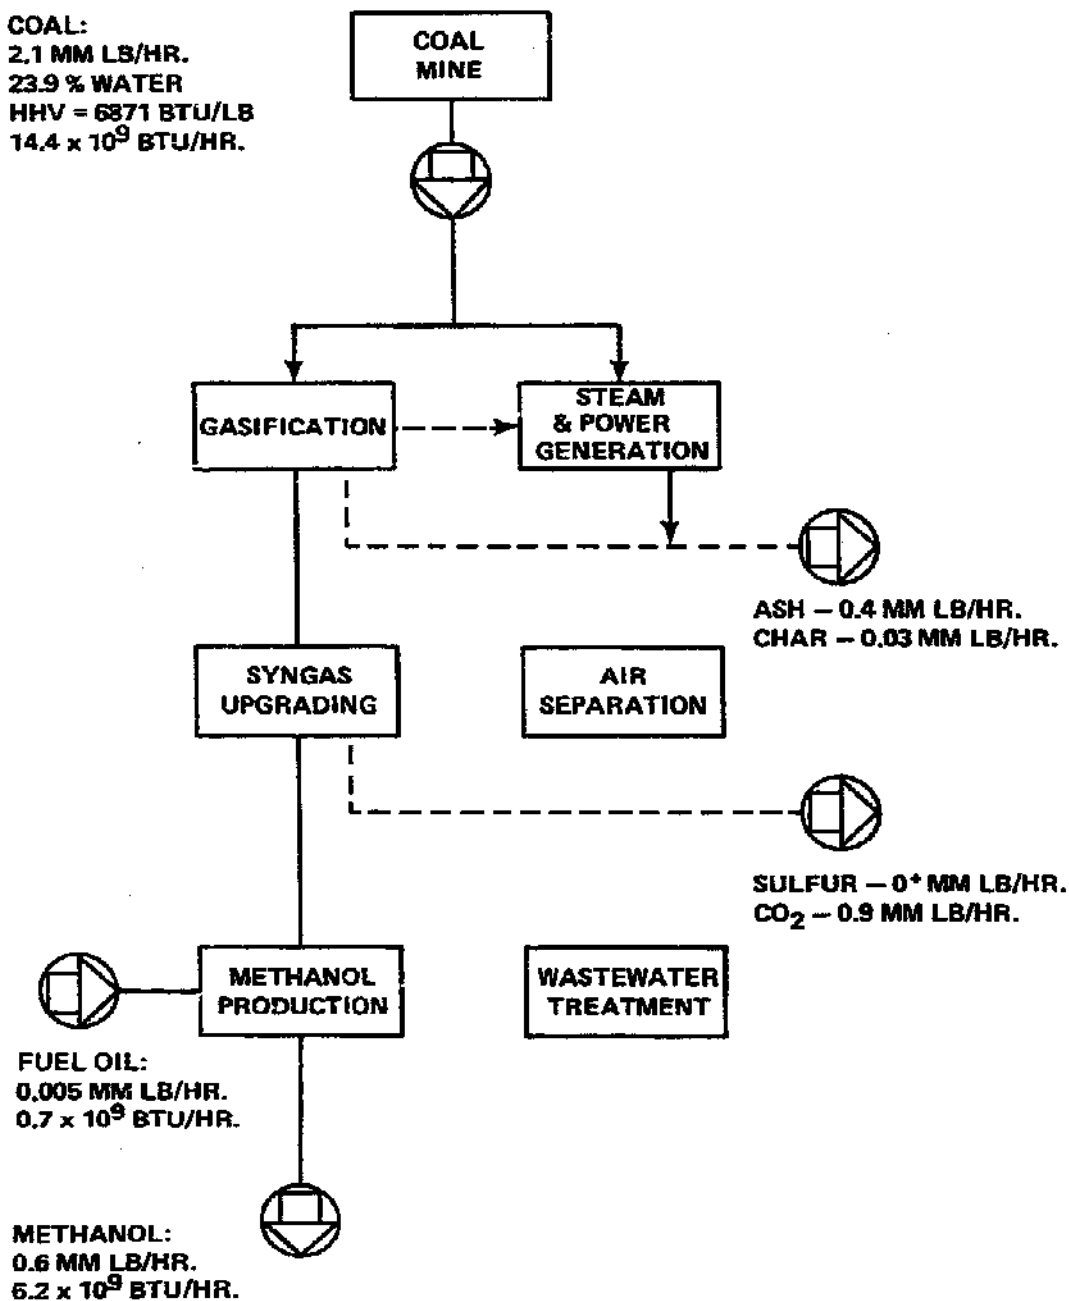 COAL:
2.1 MM LB/HR.
23.9 % WATER
HHV = 6871 BTU/LB
14.4 x 10⁹ BTU/HR.
COAL
MINE
GASIFICATION
STEAM
& POWER
GENERATION
ASH – 0.4 MM LB/HR.
CHAR – 0.03 MM LB/HR.
SYNGAS
UPGRADING
AIR
SEPARATION
SULFUR – 0⁺ MM LB/HR.
CO₂ – 0.9 MM LB/HR.
METHANOL
PRODUCTION
WASTEWATER
TREATMENT
FUEL OIL:
0.005 MM LB/HR.
0.7 x 10⁹ BTU/HR.
METHANOL:
0.6 MM LB/HR.
6.2 x 10⁹ BTU/HR.